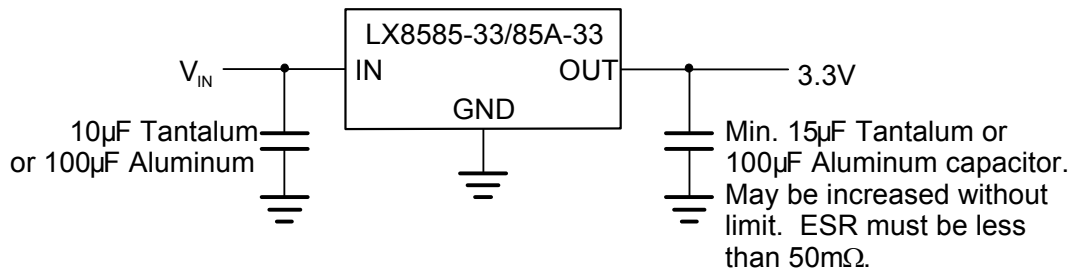 LX8585-33/85A-33
V_IN
IN
OUT
3.3V
GND
10µF Tantalum
or 100µF Aluminum
Min. 15µF Tantalum or
100µF Aluminum capacitor.
May be increased without
limit. ESR must be less
than 50mΩ.